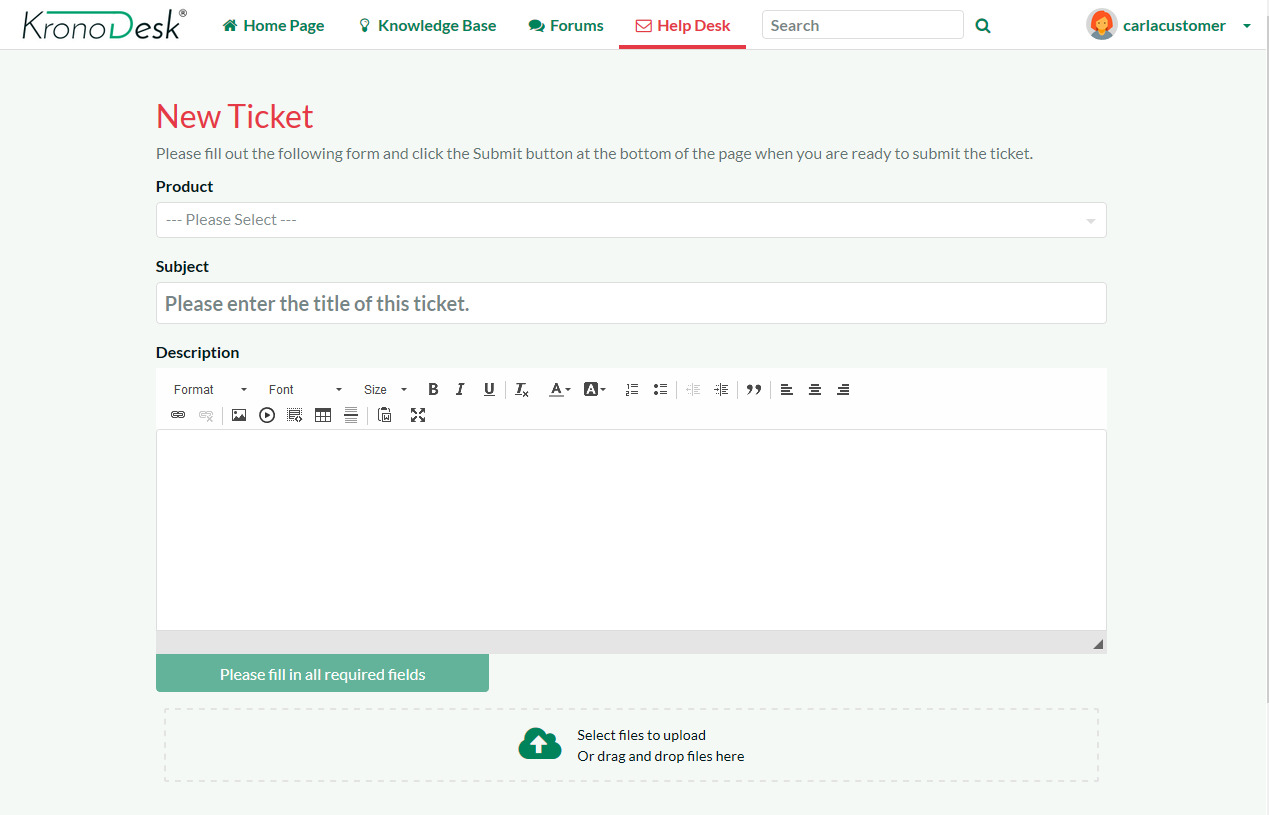 KronoDesk®
Home Page
Knowledge Base
Forums
Help Desk
Search
carlacustomer
New Ticket
Please fill out the following form and click the Submit button at the bottom of the page when you are ready to submit the ticket.
Product
--- Please Select ---
Subject
Please enter the title of this ticket.
Description
Format Font Size B I U Tx A A
Please fill in all required fields
Select files to upload
Or drag and drop files here